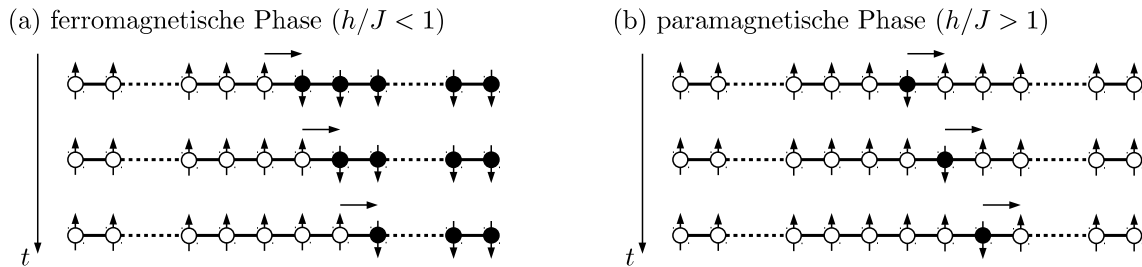 (a) ferromagnetische Phase (h/J < 1)
(b) paramagnetische Phase (h/J > 1)
t
t